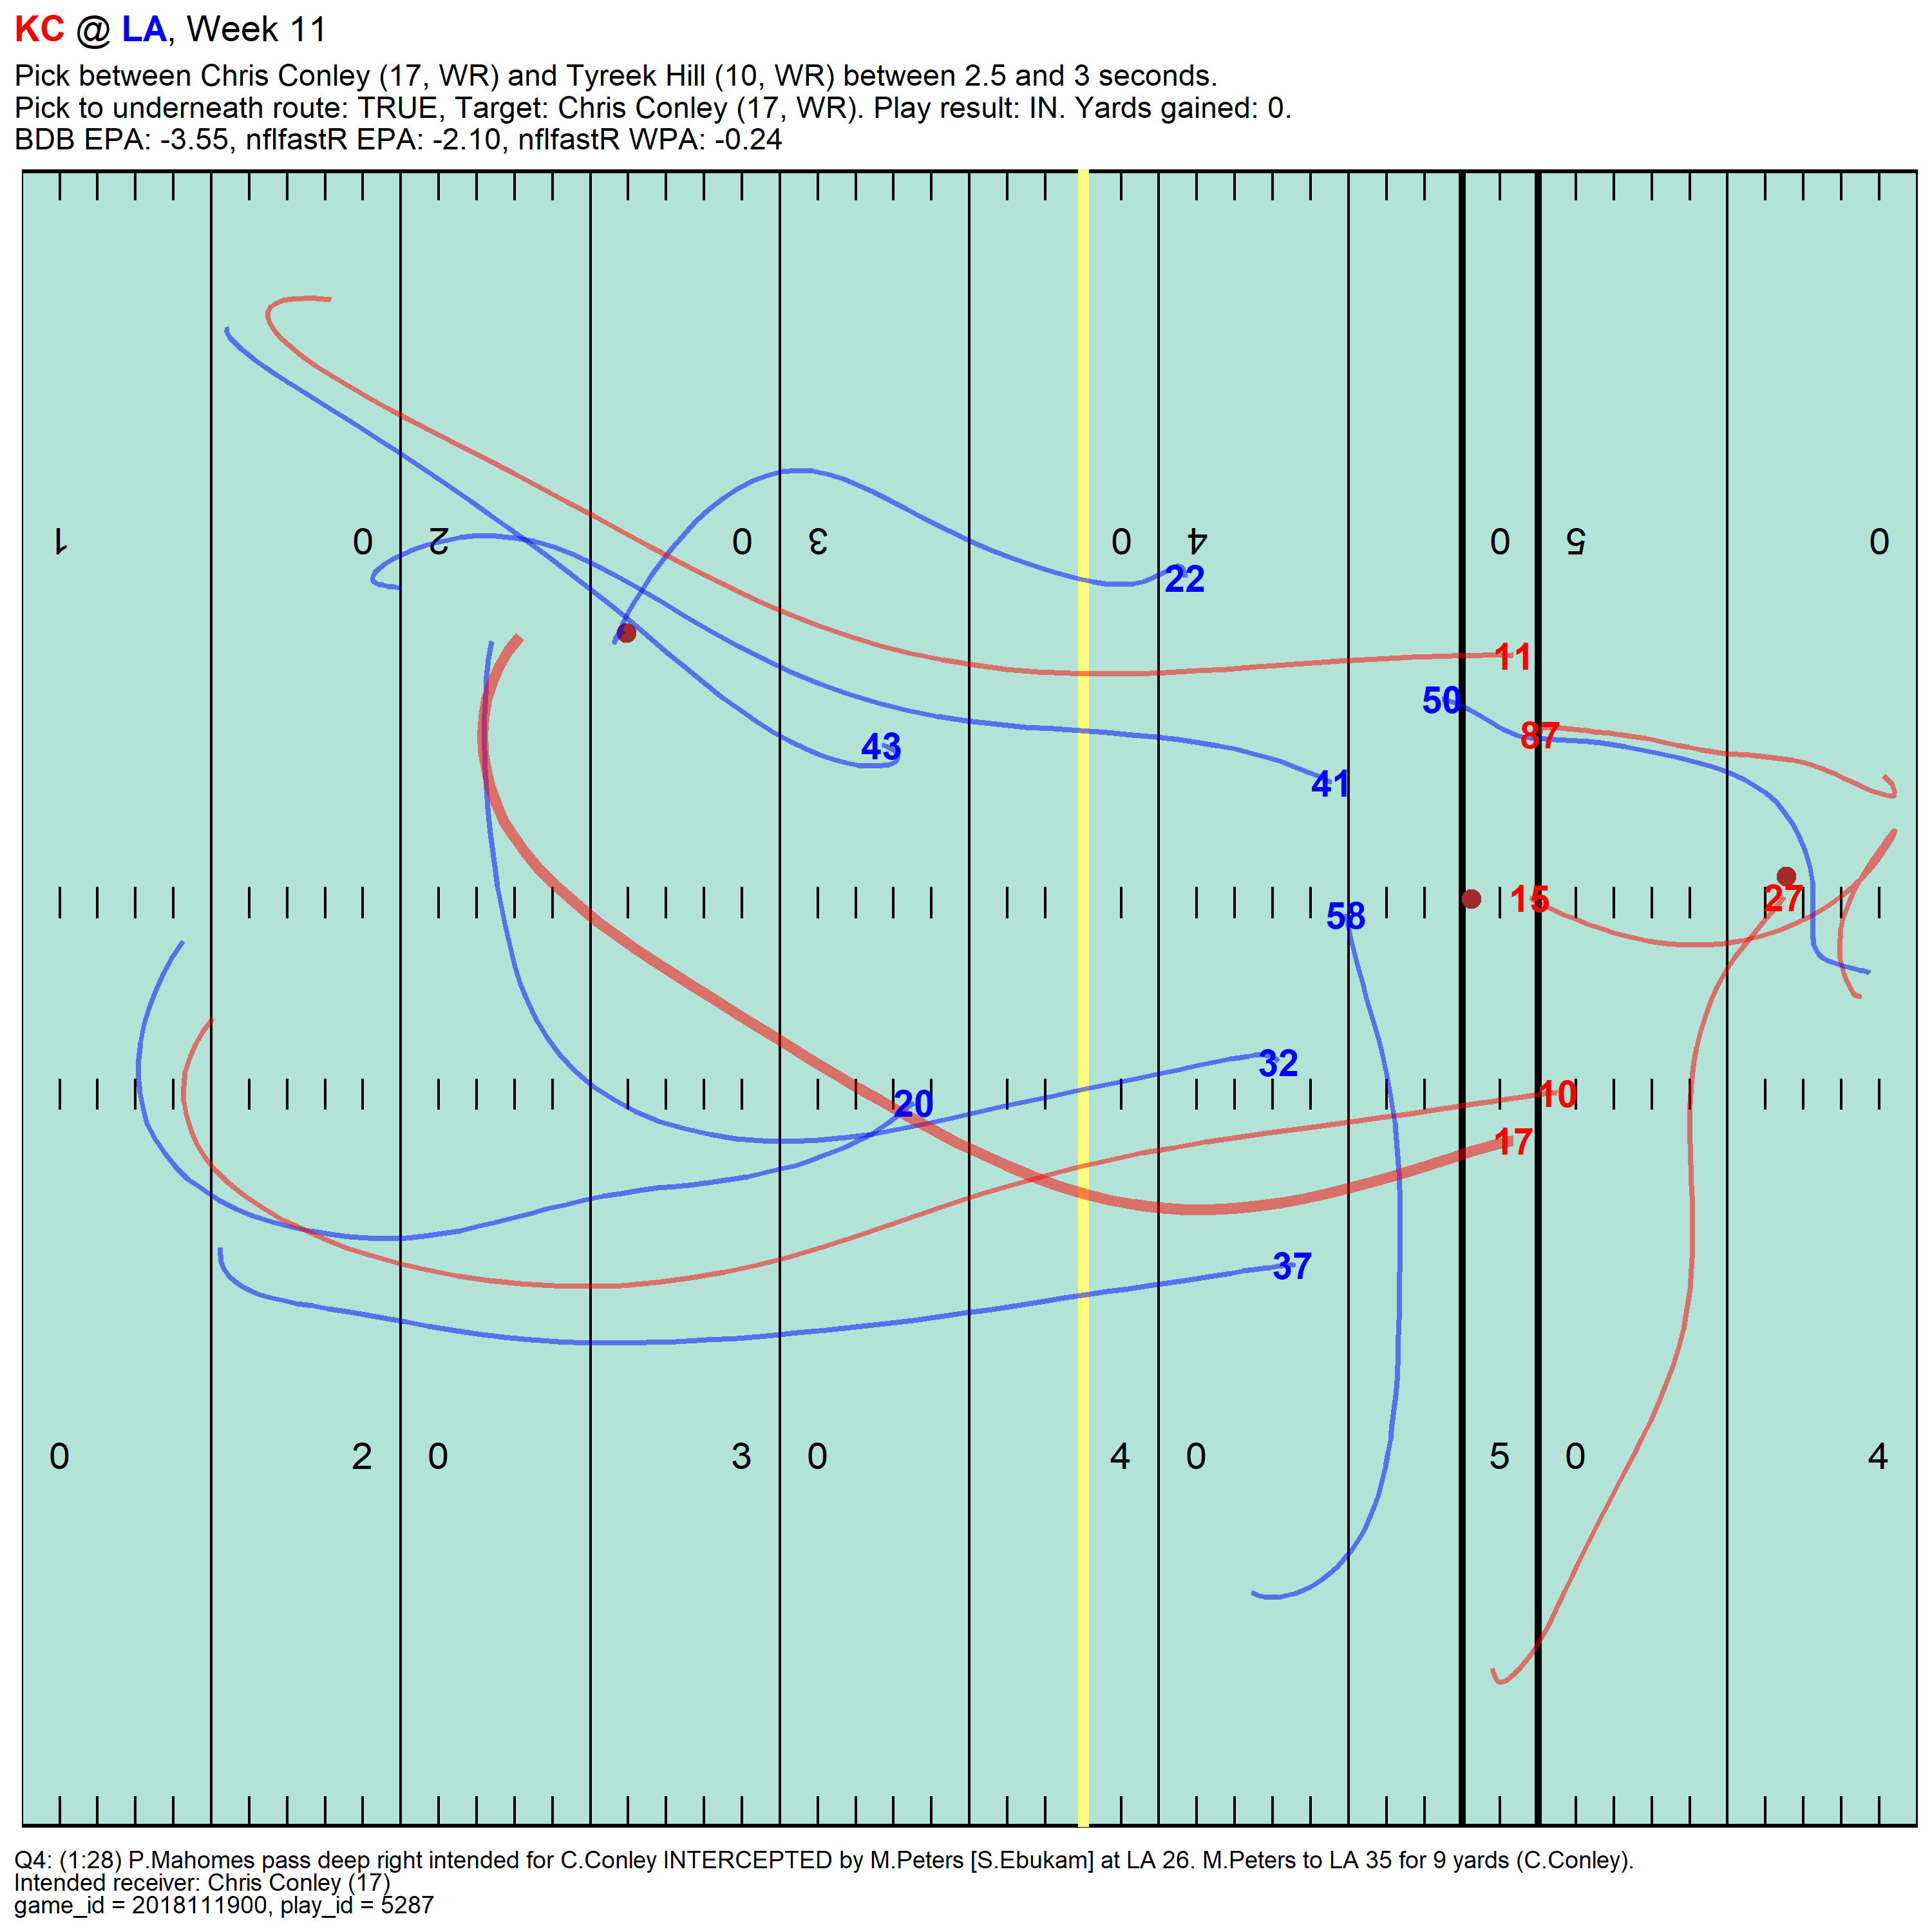 KC @ LA, Week 11
Pick between Chris Conley (17, WR) and Tyreek Hill (10, WR) between 2.5 and 3 seconds.
Pick to underneath route: TRUE, Target: Chris Conley (17, WR). Play result: IN. Yards gained: 0.
BDB EPA: -3.55, nflfastR EPA: -2.10, nflfastR WPA: -0.24
1 0 2 0 3 0 4 0 5 0
22
11
50
87
43
41
15
27
58
32
10
20
17
37
0 2 0 3 0 4 0 5 0 4
Q4: (1:28) P.Mahomes pass deep right intended for C.Conley INTERCEPTED by M.Peters [S.Ebukam] at LA 26. M.Peters to LA 35 for 9 yards (C.Conley).
Intended receiver: Chris Conley (17)
game_id = 2018111900, play_id = 5287